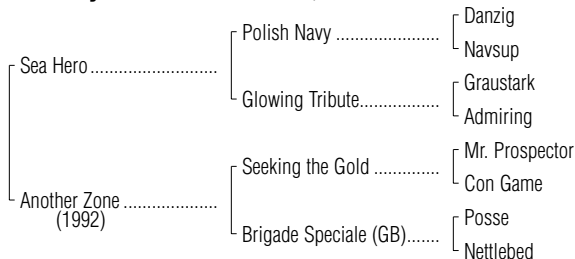 Danzig
Polish Navy ..................
Navsup
Sea Hero.........................
Graustark
Glowing Tribute................
Admiring
Mr. Prospector
Seeking the Gold .............
Con Game
Another Zone ..................
(1992)
Posse
Brigade Speciale (GB).......
Nettlebed